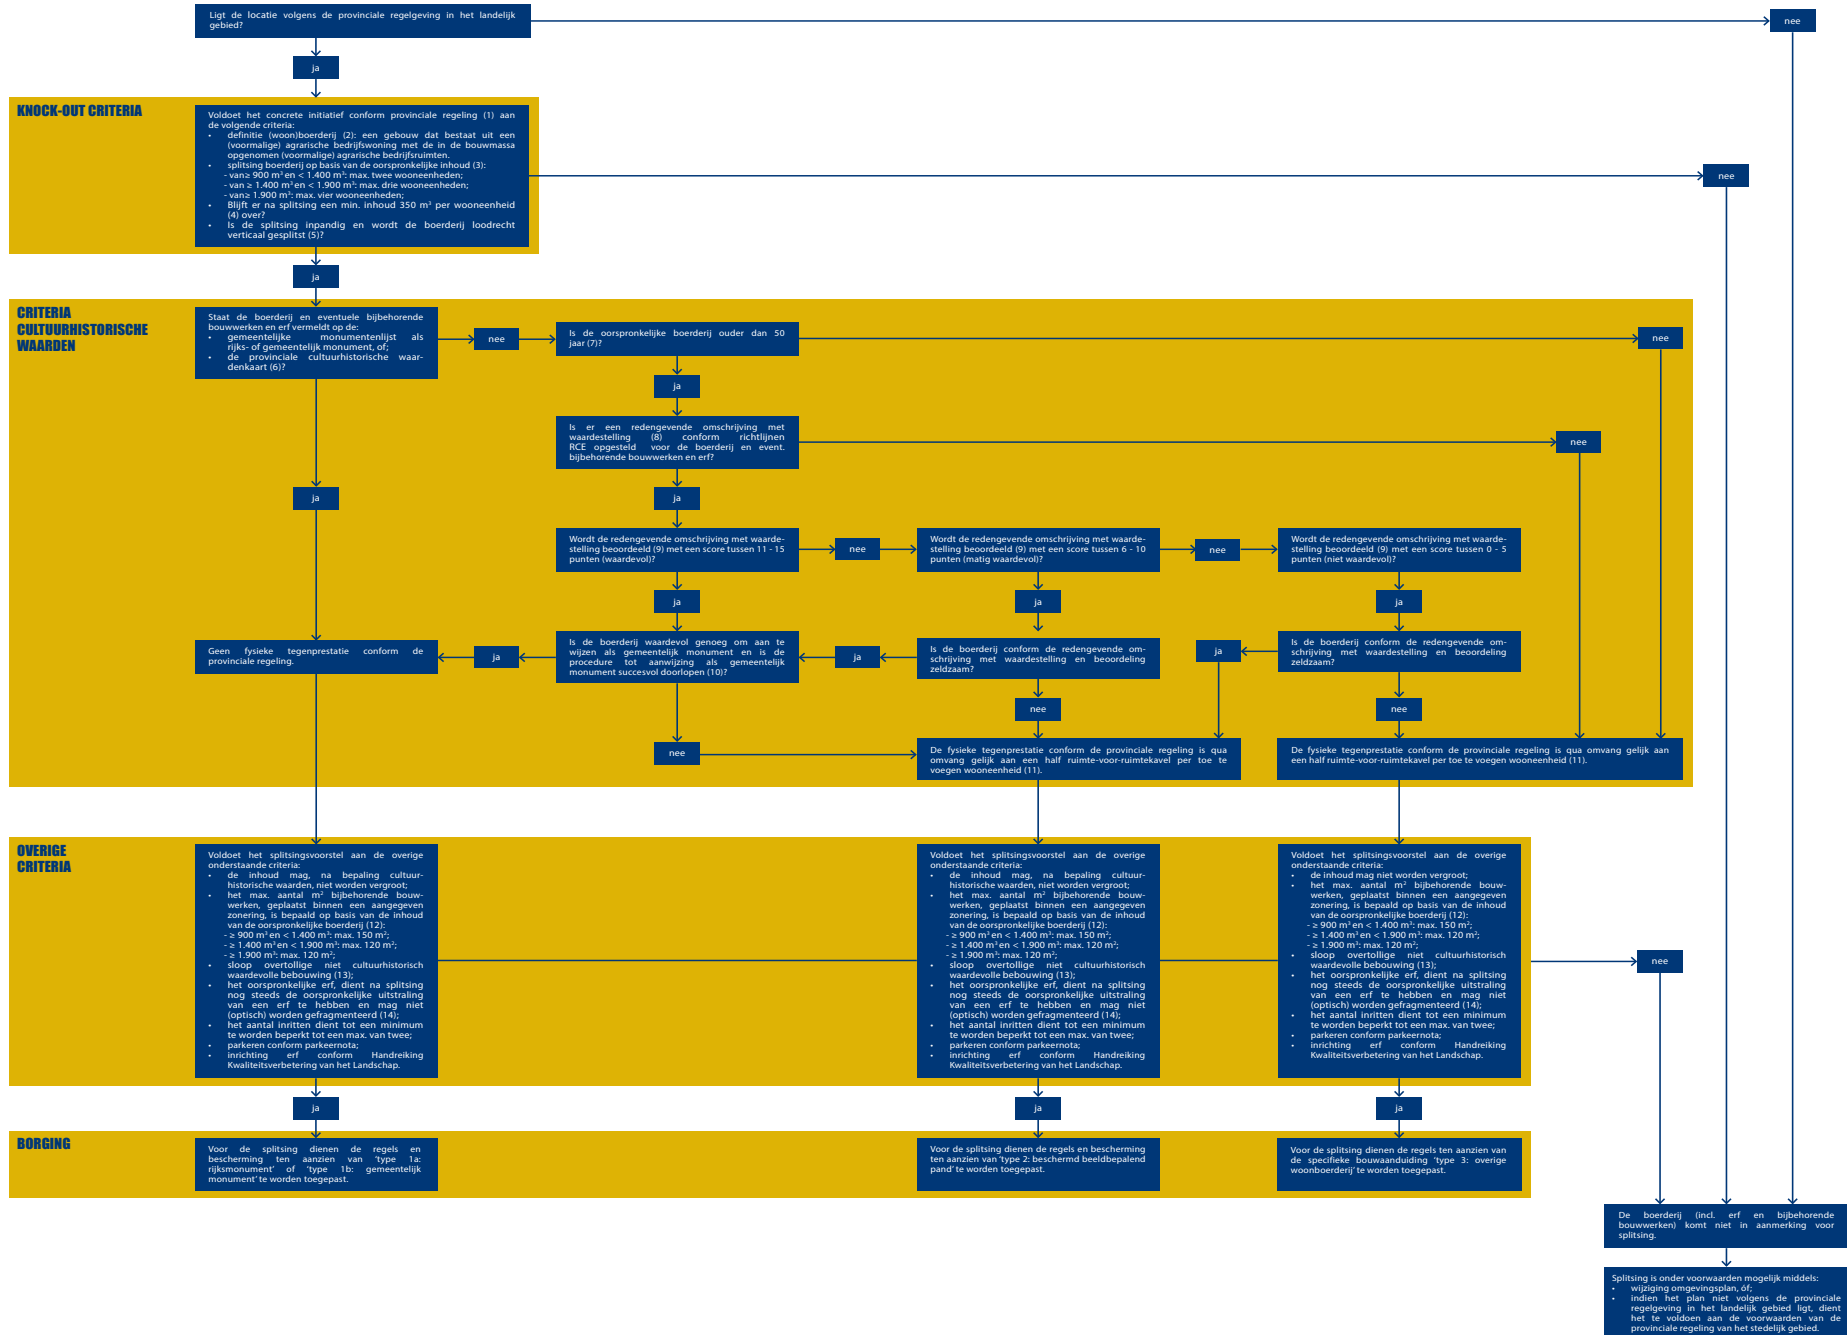 Ligt de locatie volgens de provinciale regelgeving in het landelijk
gebied?
nee
ja
KNOCK-OUT CRITERIA
Voldoet het concrete initiatief conform provinciale regeling (1) aan
de volgende criteria:
• definitie (woon)boerderij (2): een gebouw dat bestaat uit een
(voormalige) agrarische bedrijfswoning met de in de bouwmassa
opgenomen (voormalige) agrarische bedrijfsruimten.
• splitsing boerderij op basis van de oorspronkelijke inhoud (3):
- van≥ 900 m³ en < 1.400 m³: max. twee wooneenheden;
- van ≥ 1.400 m³ en < 1.900 m³: max. drie wooneenheden;
- van≥ 1.900 m³: max. vier wooneenheden;
• Blijft er na splitsing een min. inhoud 350 m³ per wooneenheid
(4) over?
• Is de splitsing inpandig en wordt de boerderij loodrecht
verticaal gesplitst (5)?
nee
ja
CRITERIA
CULTUURHISTORISCHE
WAARDEN
Staat de boerderij en eventuele bijbehorende
bouwwerken en erf vermeldt op de:
• gemeentelijke monumentenlijst als
rijks- of gemeentelijk monument, of;
• de provinciale cultuurhistorische waar-
denkaart (6)?
nee
Is de oorspronkelijke boerderij ouder dan 50
jaar (7)?
nee
ja
Is er een redengevende omschrijving met
waardestelling (8) conform richtlijnen
RCE opgesteld voor de boerderij en event.
bijbehorende bouwwerken en erf?
nee
ja
ja
Wordt de redengevende omschrijving met waarde-
stelling beoordeeld (9) met een score tussen 11 - 15
punten (waardevol)?
nee
Wordt de redengevende omschrijving met waarde-
stelling beoordeeld (9) met een score tussen 6 - 10
punten (matig waardevol)?
nee
Wordt de redengevende omschrijving met waarde-
stelling beoordeeld (9) met een score tussen 0 - 5
punten (niet waardevol)?
ja
ja
ja
Geen fysieke tegenprestatie conform de
provinciale regeling.
ja
Is de boerderij waardevol genoeg om aan te
wijzen als gemeentelijk monument en is de
procedure tot aanwijzing als gemeentelijk
monument succesvol doorlopen (10)?
ja
Is de boerderij conform de redengevende om-
schrijving met waardestelling en beoordeling
zeldzaam?
ja
Is de boerderij conform de redengevende om-
schrijving met waardestelling en beoordeling
zeldzaam?
nee
nee
nee
De fysieke tegenprestatie conform de provinciale regeling is qua
omvang gelijk aan een half ruimte-voor-ruimtekavel per toe te
voegen wooneenheid (11).
De fysieke tegenprestatie conform de provinciale regeling is qua omvang gelijk aan
een half ruimte-voor-ruimtekavel per toe te voegen wooneenheid (11).
OVERIGE
CRITERIA
Voldoet het splitsingsvoorstel aan de overige
onderstaande criteria:
• de inhoud mag, na bepaling cultuur-
historische waarden, niet worden vergroot;
• het max. aantal m² bijbehorende bouw-
werken, geplaatst binnen een aangegeven
zonering, is bepaald op basis van de inhoud
van de oorspronkelijke boerderij (12):
- ≥ 900 m³ en < 1.400 m³: max. 150 m²;
- ≥ 1.400 m³ en < 1.900 m³: max. 120 m²;
- ≥ 1.900 m³: max. 120 m²;
• sloop overtollige niet cultuurhistorisch
waardevolle bebouwing (13);
• het oorspronkelijke erf, dient na splitsing
nog steeds de oorspronkelijke uitstraling
van een erf te hebben en mag niet
(optisch) worden gefragmenteerd (14);
• het aantal inritten dient tot een minimum
te worden beperkt tot een max. van twee;
• parkeren conform parkeernota;
• inrichting erf conform Handreiking
Kwaliteitsverbetering van het Landschap.
Voldoet het splitsingsvoorstel aan de overige
onderstaande criteria:
• de inhoud mag, na bepaling cultuur-
historische waarden, niet worden vergroot;
• het max. aantal m² bijbehorende bouw-
werken, geplaatst binnen een aangegeven
zonering, is bepaald op basis van de inhoud
van de oorspronkelijke boerderij (12):
- ≥ 900 m³ en < 1.400 m³: max. 150 m²;
- ≥ 1.400 m³ en < 1.900 m³: max. 120 m²;
- ≥ 1.900 m³: max. 120 m²;
• sloop overtollige niet cultuurhistorisch
waardevolle bebouwing (13);
• het oorspronkelijke erf, dient na splitsing
nog steeds de oorspronkelijke uitstraling
van een erf te hebben en mag niet
(optisch) worden gefragmenteerd (14);
• het aantal inritten dient tot een minimum
te worden beperkt tot een max. van twee;
• parkeren conform parkeernota;
• inrichting erf conform Handreiking
Kwaliteitsverbetering van het Landschap.
Voldoet het splitsingsvoorstel aan de overige
onderstaande criteria:
• de inhoud mag niet worden vergroot;
• het max. aantal m² bijbehorende bouw-
werken, geplaatst binnen een aangegeven
zonering, is bepaald op basis van de inhoud
van de oorspronkelijke boerderij (12):
- ≥ 900 m³ en < 1.400 m³: max. 150 m²;
- ≥ 1.400 m³ en < 1.900 m³: max. 120 m²;
- ≥ 1.900 m³: max. 120 m²;
• sloop overtollige niet cultuurhistorisch
waardevolle bebouwing (13);
• het oorspronkelijke erf, dient na splitsing
nog steeds de oorspronkelijke uitstraling
van een erf te hebben en mag niet
(optisch) worden gefragmenteerd (14);
• het aantal inritten dient tot een minimum
te worden beperkt tot een max. van twee;
• parkeren conform parkeernota;
• inrichting erf conform Handreiking
Kwaliteitsverbetering van het Landschap.
nee
ja
ja
ja
BORGING
Voor de splitsing dienen de regels en
bescherming ten aanzien van ‘type 1a:
rijksmonument’ of ‘type 1b: gemeentelijk
monument’ te worden toegepast.
Voor de splitsing dienen de regels en bescherming
ten aanzien van ‘type 2: beschermd beeldbepalend
pand’ te worden toegepast.
Voor de splitsing dienen de regels ten aanzien van
de specifieke bouwaanduiding ‘type 3: overige
woonboerderij’ te worden toegepast.
De boerderij (incl. erf en bijbehorende
bouwwerken) komt niet in aanmerking voor
splitsing.
Splitsing is onder voorwaarden mogelijk middels:
• wijziging omgevingsplan, óf;
• indien het plan niet volgens de provinciale
regelgeving in het landelijk gebied ligt, dient
het te voldoen aan de voorwaarden van de
provinciale regeling van het stedelijk gebied.